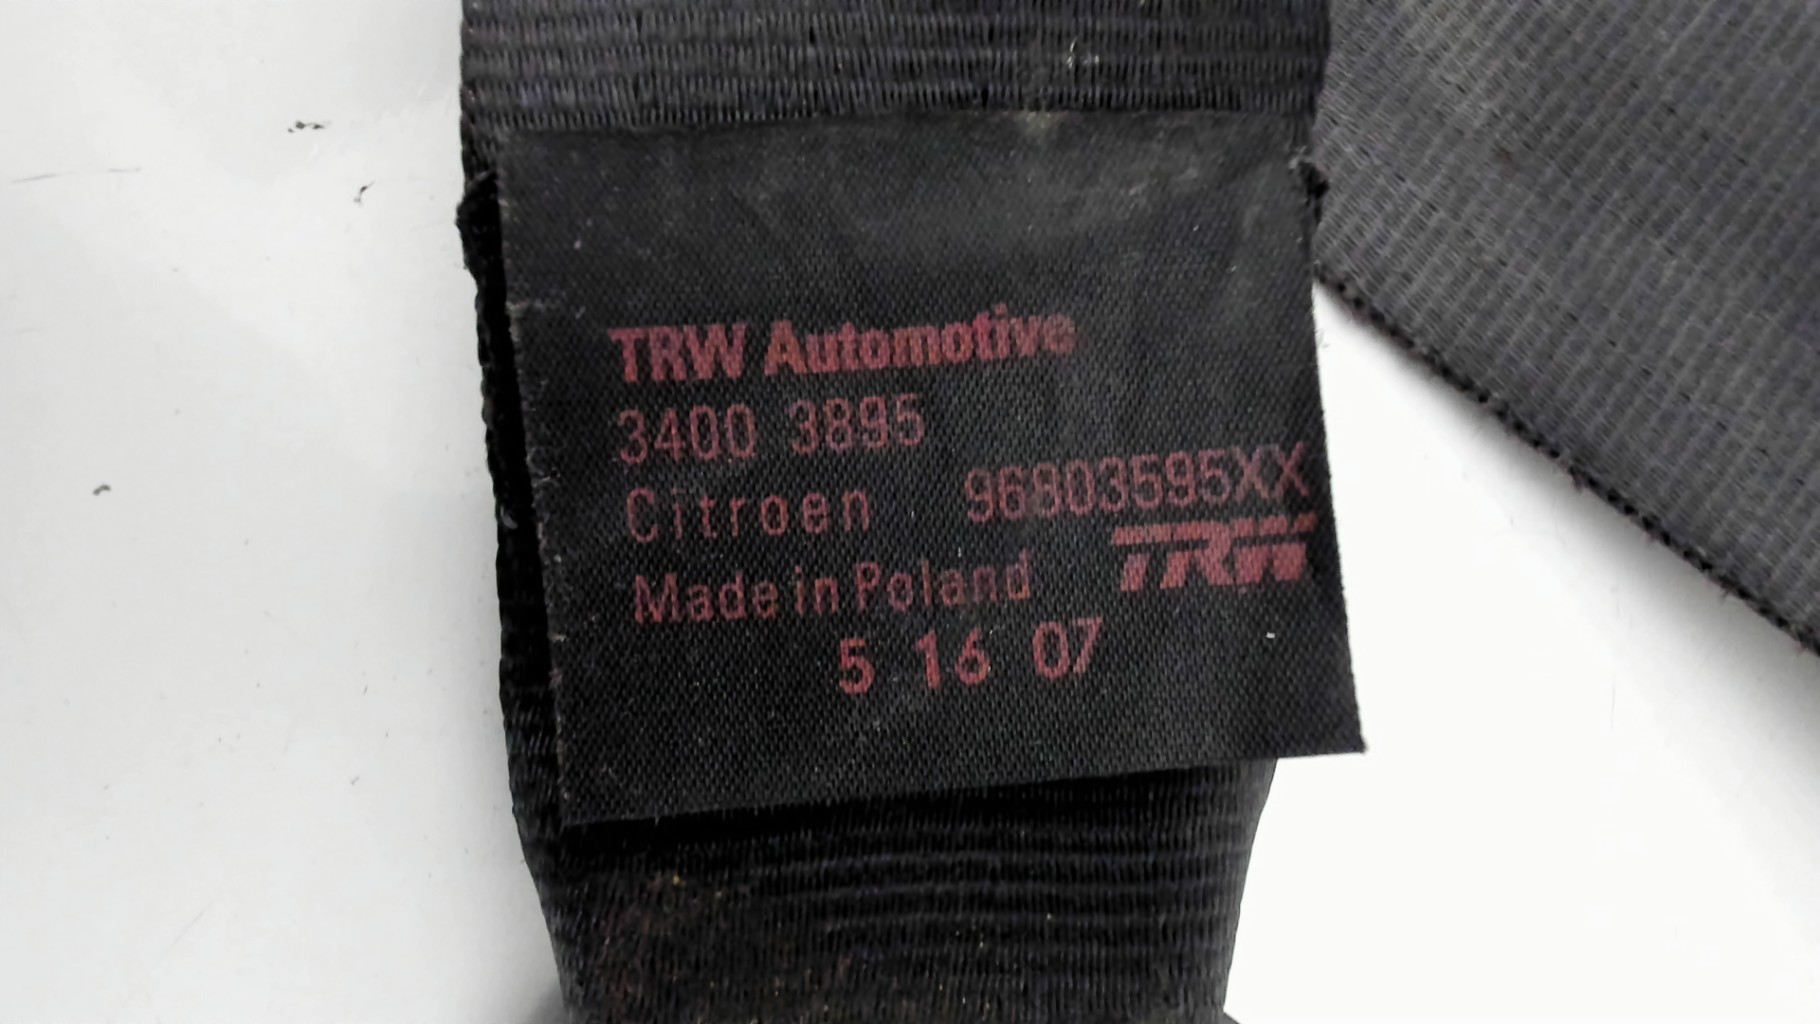 TRW Automotive
3400 3895
Citroen 96803595XX
Made in Poland TRW
5 16 07